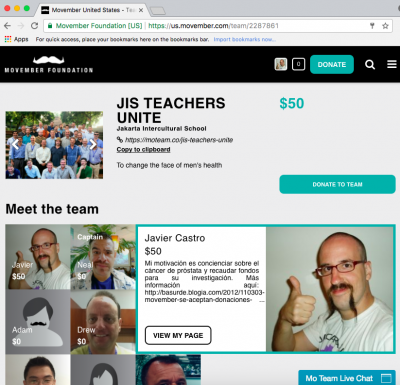 Movember United States - Tea
Movember Foundation [US]
https://us.movember.com/team/2287861
Apps
For quick access, place your bookmarks here on the bookmarks bar.
Import bookmarks now...
MOVEMBER FOUNDATION
0
DONATE
JIS TEACHERS
UNITE
$50
Jakarta Intercultural School
https://moteam.co/jis-teachers-unite
Copy to clipboard
To change the face of men's health
DONATE TO TEAM
Meet the team
Javier
$50
Captain
Neal
$0
Adam
$0
Drew
$0
Javier Castro
$50
Mi motivación es concienciar sobre el
cáncer de próstata y recaudar fondos
para su investigación. Más
información aquí:
http://basurde.blogia.com/2012/110303-
movember-se-aceptan-donaciones- ...
VIEW MY PAGE
Mo Team Live Chat